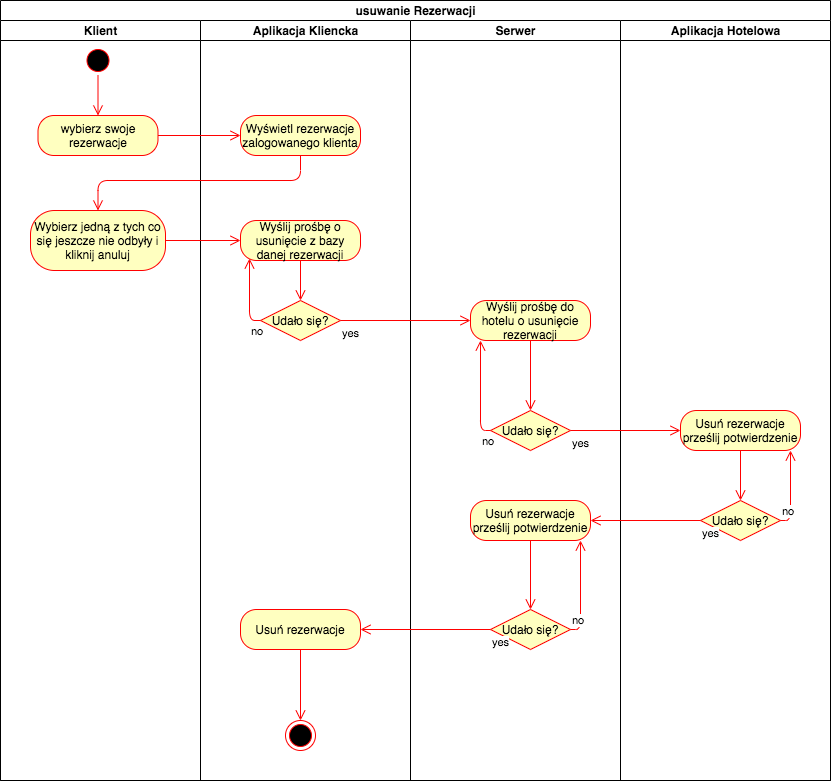 usuwanie Rezerwacji
Klient
Aplikacja Kliencka
Serwer
Aplikacja Hotelowa
wybierz swoje
rezerwacje
Wyświetl rezerwacje
zalogowanego klienta
Wybierz jedną z tych co
się jeszcze nie odbyły i
kliknij anuluj
Wyślij prośbę o
usunięcie z bazy
danej rezerwacji
Udało się?
no
yes
Wyślij prośbę do
hotelu o usunięcie
rezerwacji
Udało się?
no
yes
Usuń rezerwacje
prześlij potwierdzenie
Udało się?
no
yes
Usuń rezerwacje
prześlij potwierdzenie
Udało się?
no
yes
Usuń rezerwacje